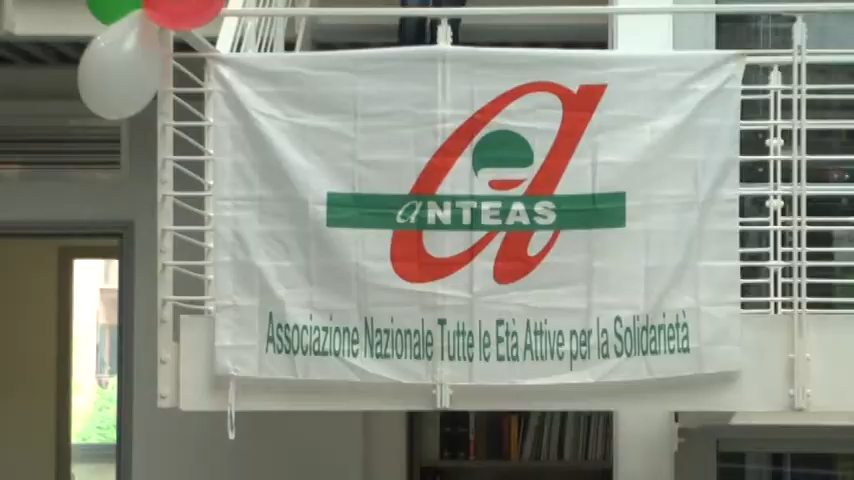 aNTEAS
Associazione Nazionale Tutte le Età Attive per la Solidarietà